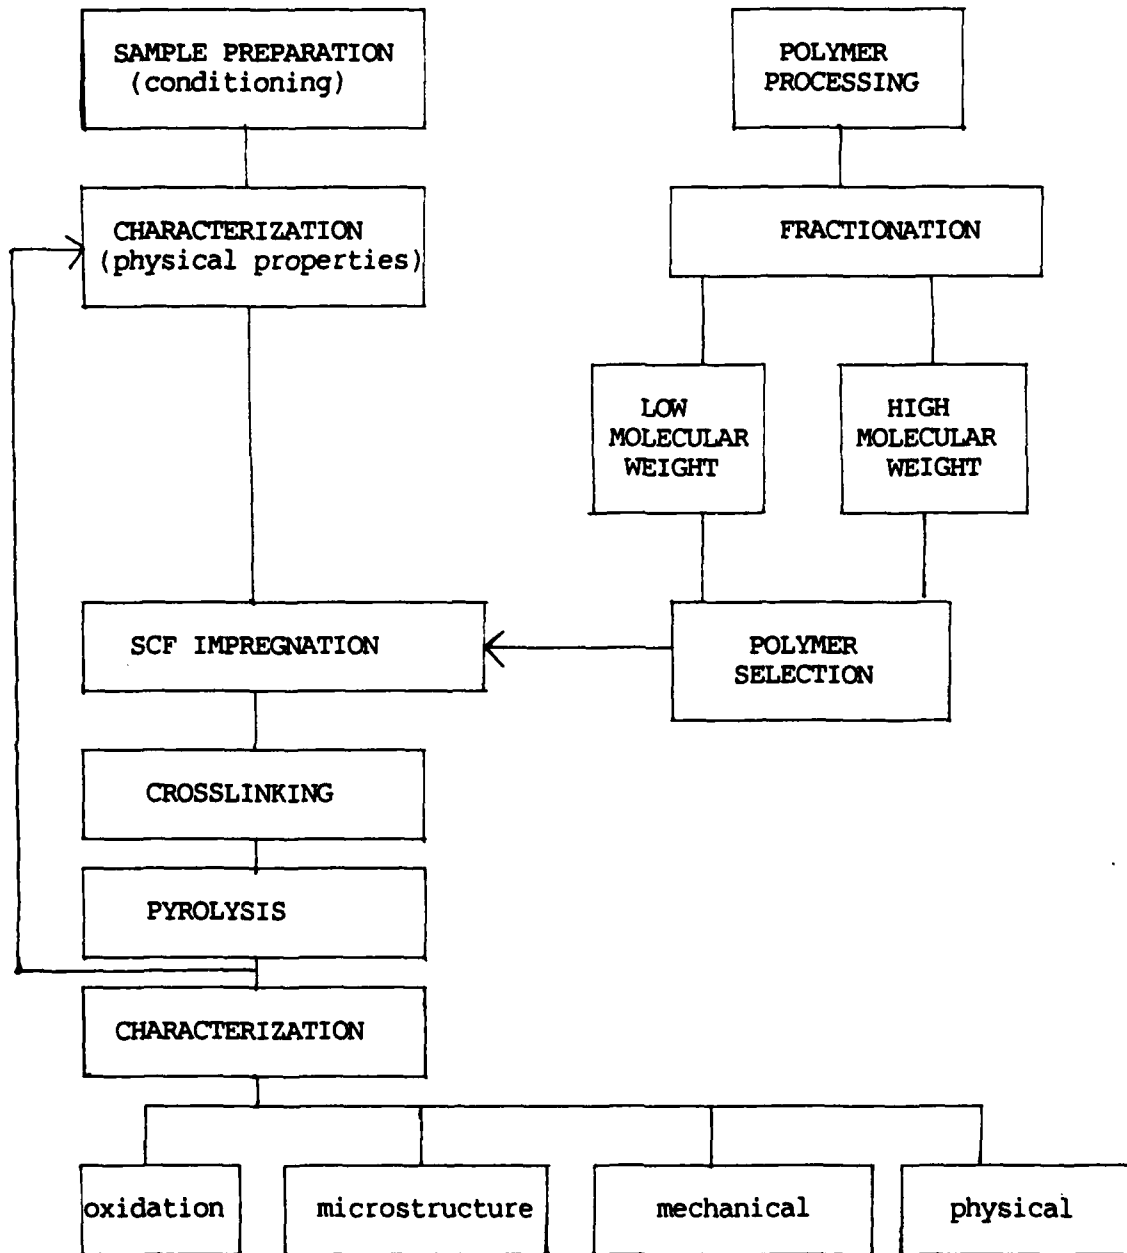 SAMPLE PREPARATION
(conditioning)
POLYMER
PROCESSING
CHARACTERIZATION
(physical properties)
FRACTIONATION
LOW
MOLECULAR
WEIGHT
HIGH
MOLECULAR
WEIGHT
SCF IMPREGNATION
POLYMER
SELECTION
CROSSLINKING
PYROLYSIS
CHARACTERIZATION
oxidation
microstructure
mechanical
physical